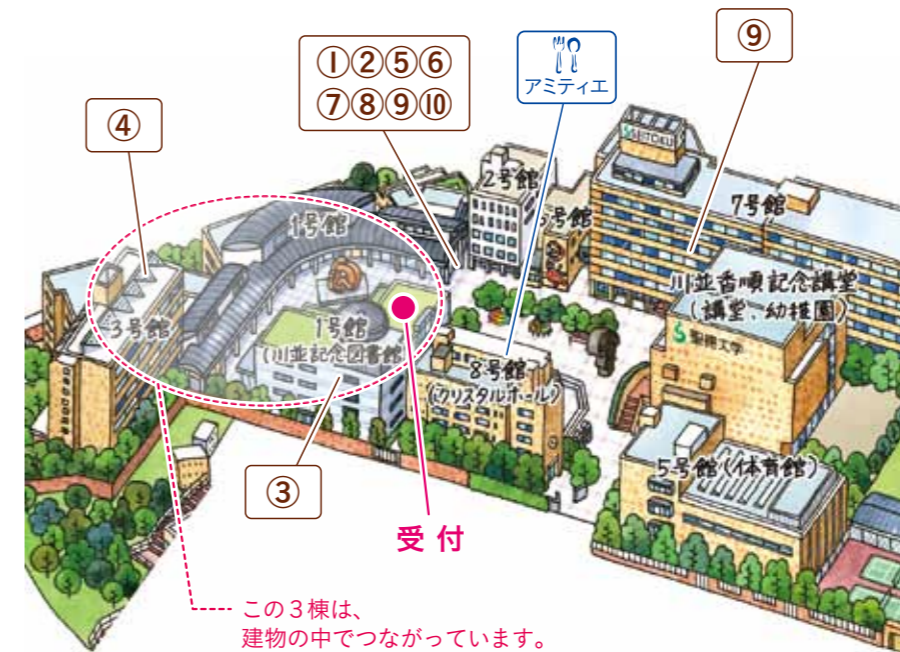 ①②⑤⑥
⑦⑧⑨⑩
アミティエ
⑨
④
SEITOKU
2号館
7号館
1号館
川並香順記念講堂
(講堂、幼稚園)
聖徳大学
3号館
1号館
(川並記念図書館
8号館
(クリスタルホール)
5号館(体育館)
③
受付
この3棟は、
建物の中でつながっています。